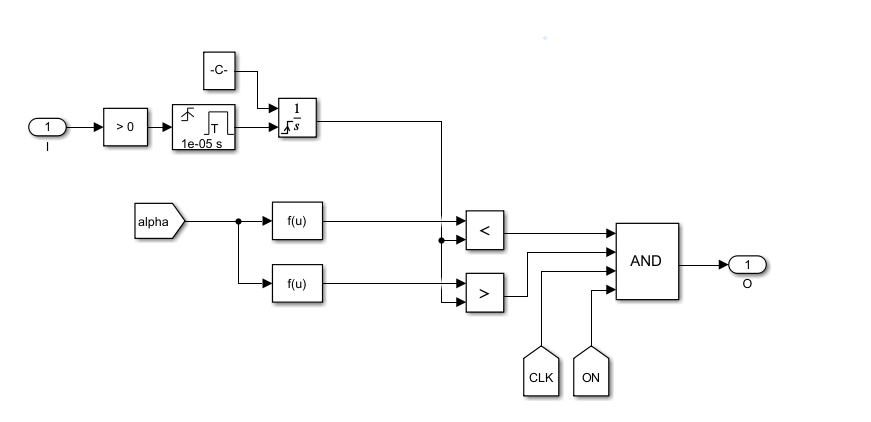 -C-
1
I
> 0
T
1e-05 s
1
s
alpha
f(u)
f(u)
<
>
AND
1
O
CLK
ON